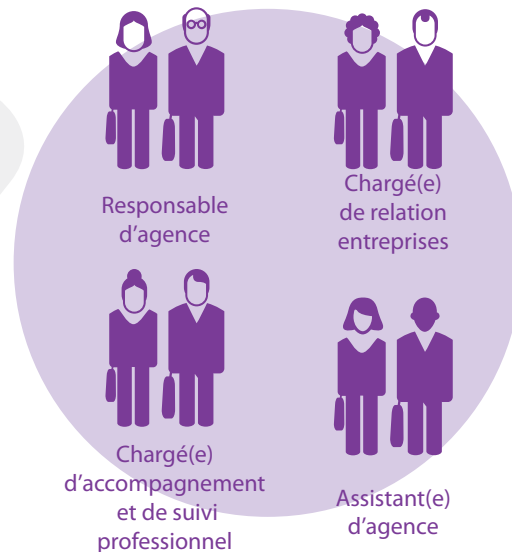 Responsable
d'agence
Chargé(e)
de relation
entreprises
Chargé(e)
d'accompagnement
et de suivi
professionnel
Assistant(e)
d'agence